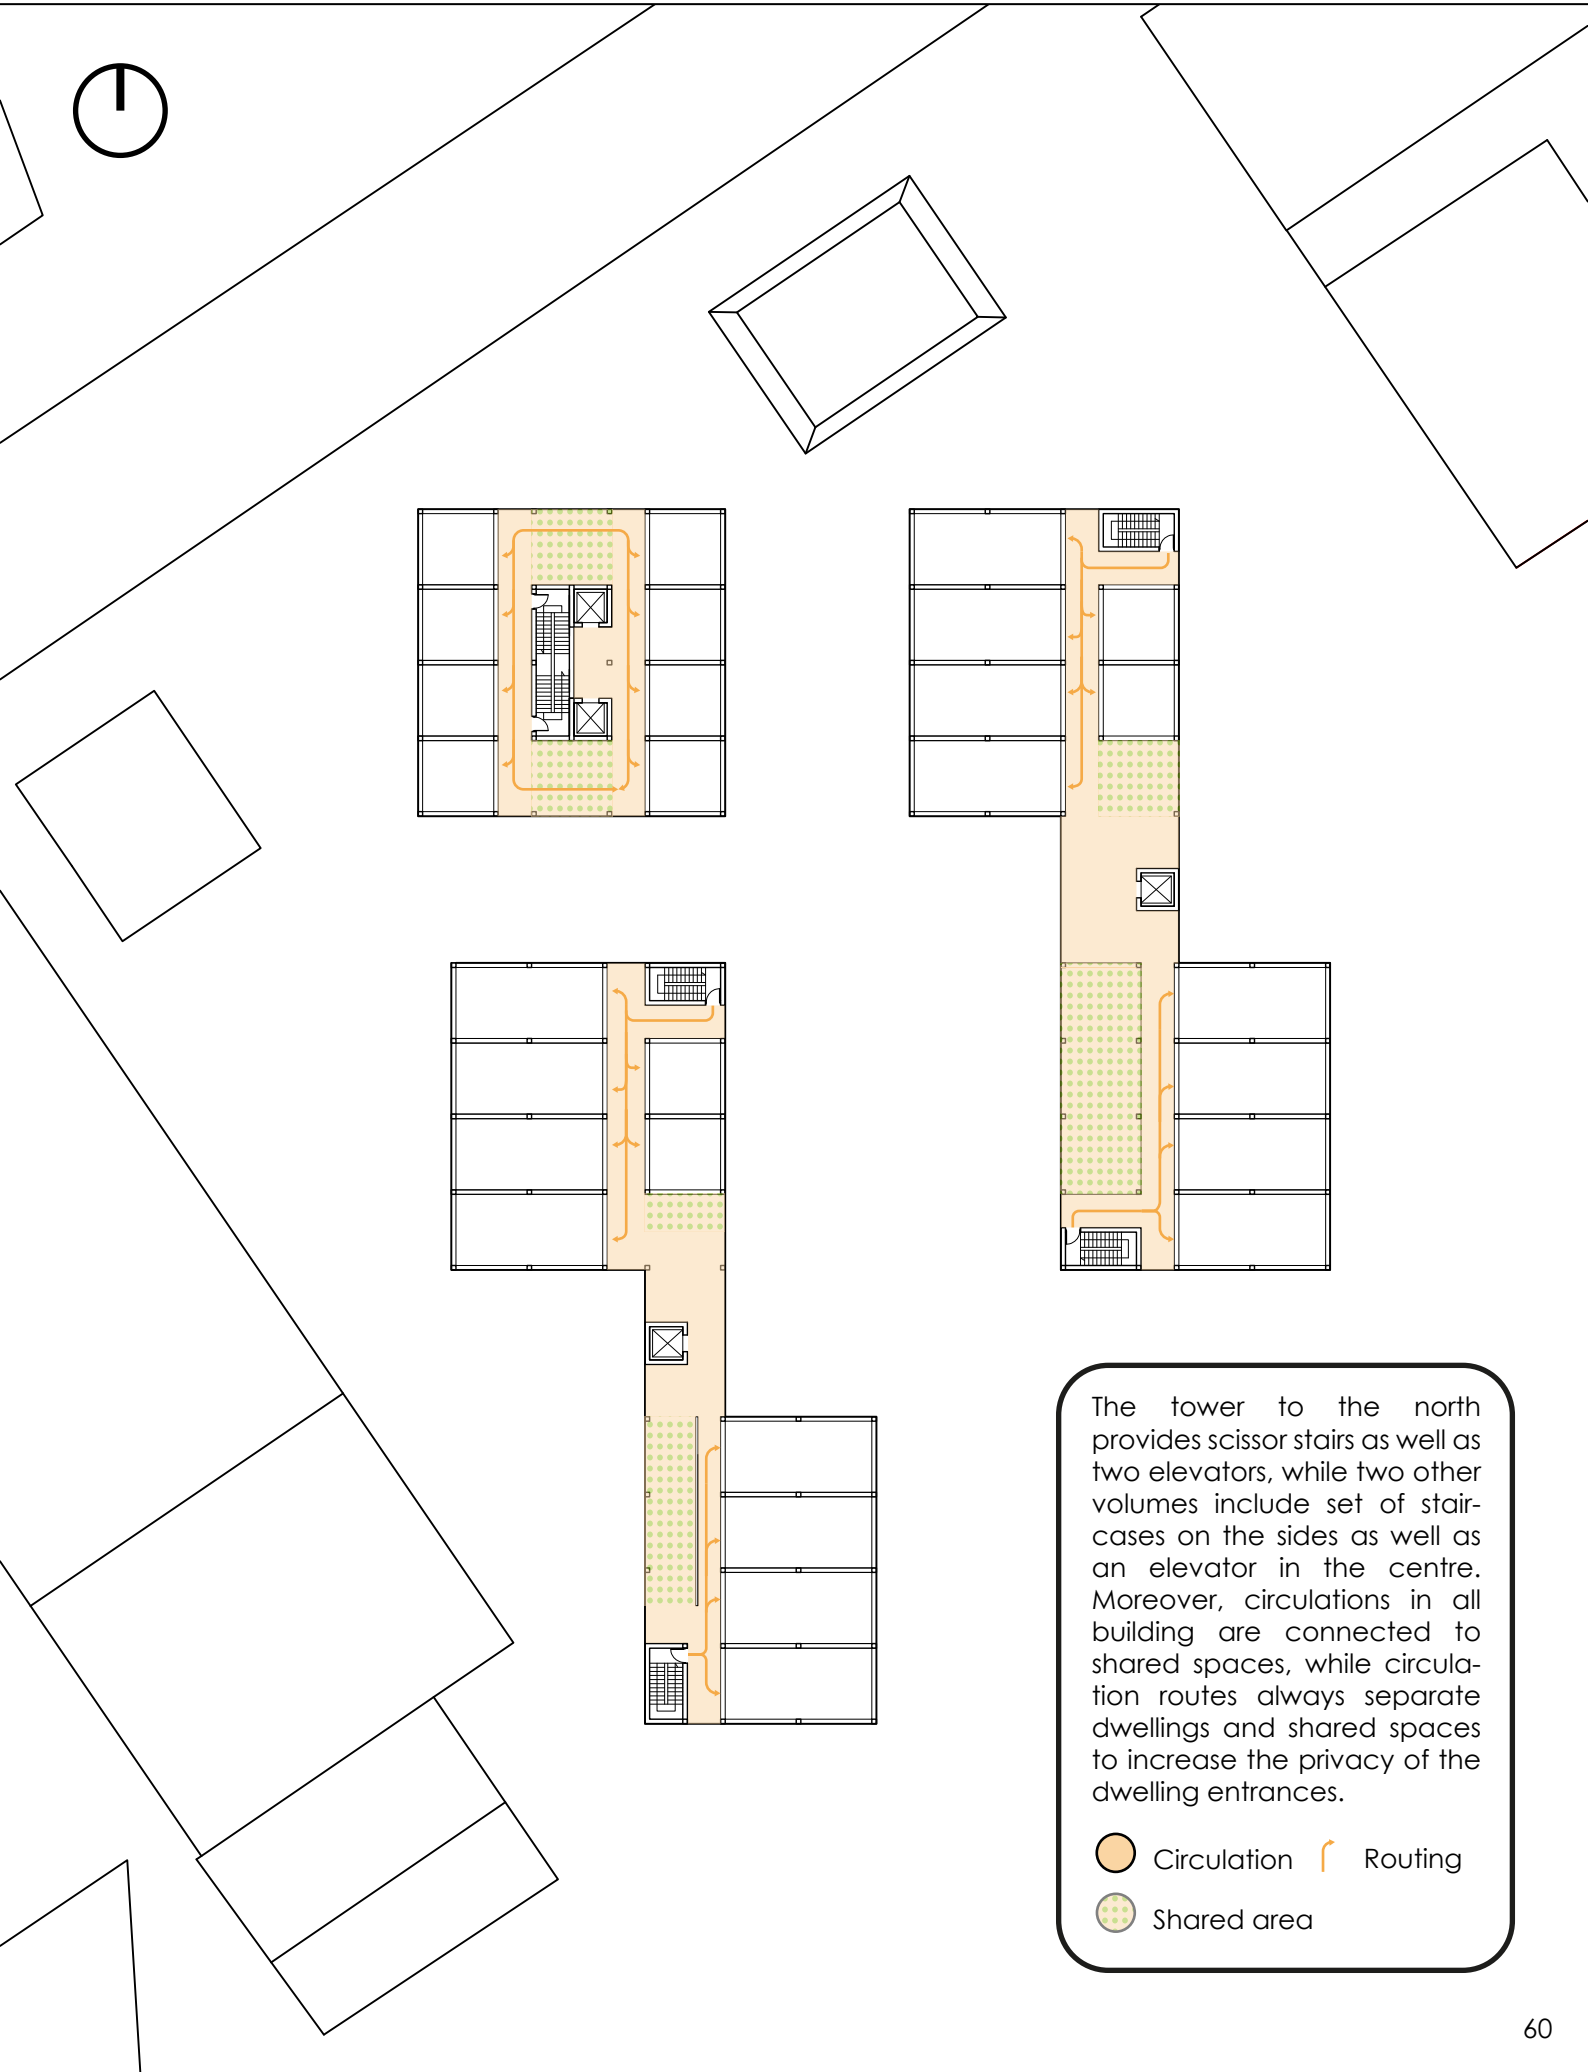 The tower to the north
provides scissor stairs as well as
two elevators, while two other
volumes include set of stair-
cases on the sides as well as
an elevator in the centre.
Moreover, circulations in all
building are connected to
shared spaces, while circula-
tion routes always separate
dwellings and shared spaces
to increase the privacy of the
dwelling entrances.
Circulation Routing
Shared area
60